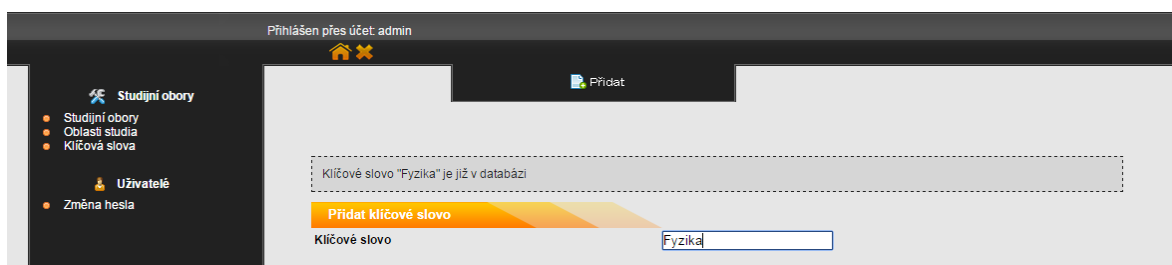 Přihlášen přes účet: admin
Přidat
Studijní obory
Studijní obory
Oblasti studia
Klíčová slova
Uživatelé
Změna hesla
Klíčové slovo "Fyzika" je již v databázi
Přidat klíčové slovo
Klíčové slovo Fyzika